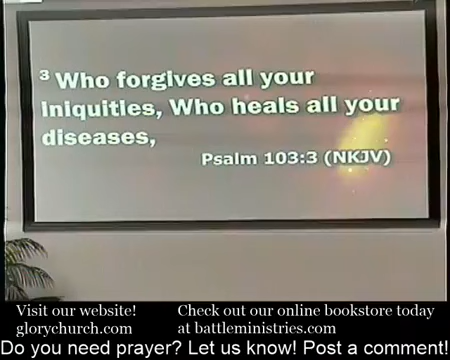 3 Who forgives all your
iniquities, Who heals all your
diseases,
Psalm 103:3 (NKJV)
Visit our website! Check out our online bookstore today
glorychurch.com at battleministries.com
Do you need prayer? Let us know! Post a comment!